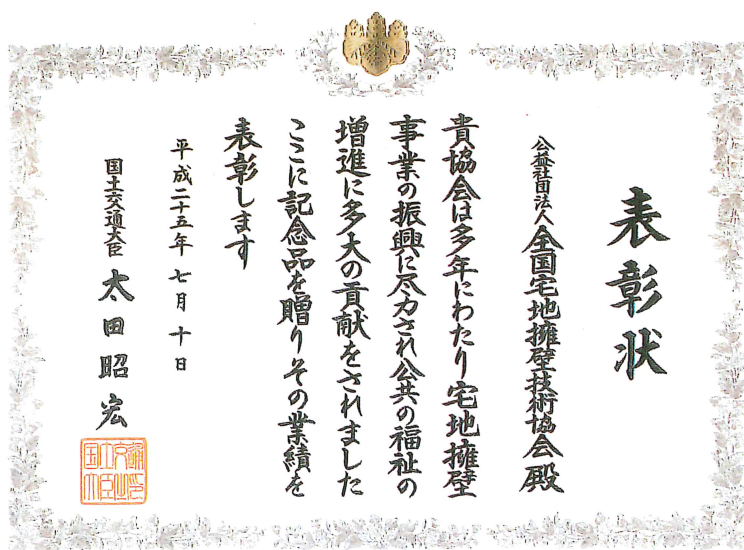 表彰状
公益社団法人 全国宅地擁壁技術協会殿
貴協会は多年にわたり宅地擁壁
事業の振興に尽力され公共の福祉の
増進に多大の貢献をされました
ここに記念品を贈りその業績を
表彰します
平成二十五年七月十日
国土交通大臣 太田昭宏